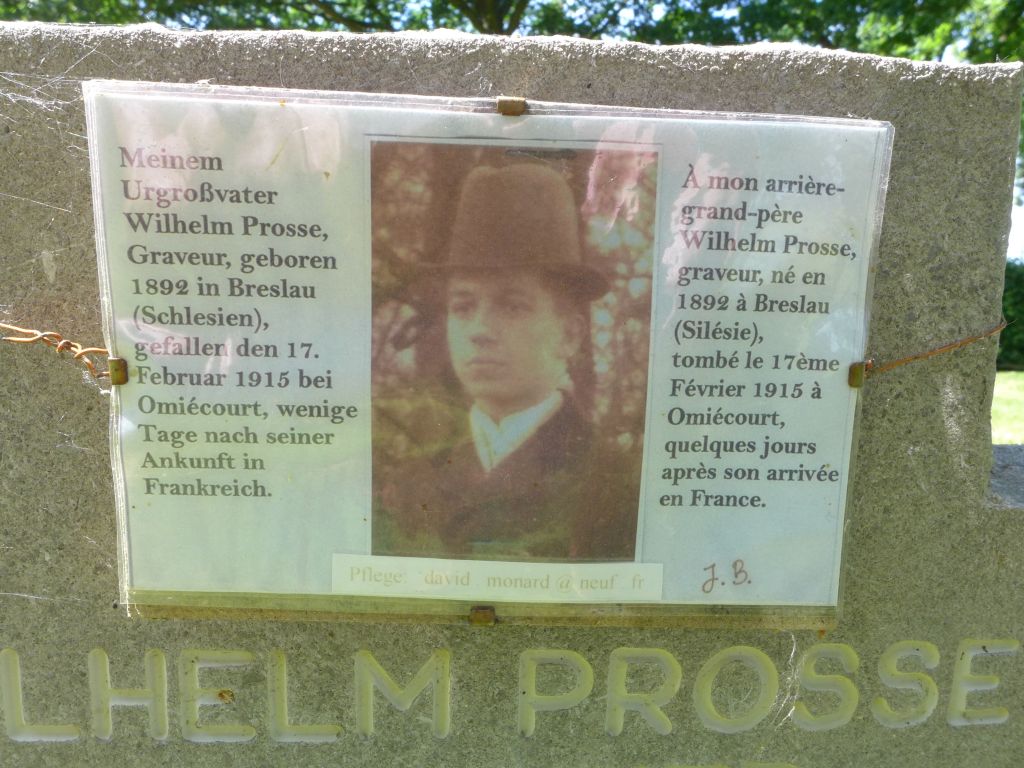 Meinem
Urgroßvater
Wilhelm Prosse,
Graveur, geboren
1892 in Breslau
(Schlesien),
gefallen den 17.
Februar 1915 bei
Omiécourt, wenige
Tage nach seiner
Ankunft in
Frankreich.
À mon arrière-
grand-père
Wilhelm Prosse,
graveur, né en
1892 à Breslau
(Silésie),
tombé le 17ème
Février 1915 à
Omiécourt,
quelques jours
après son arrivée
en France.
Pflege: david monard @ neuf fr
J. B.
LHELM PROSSE